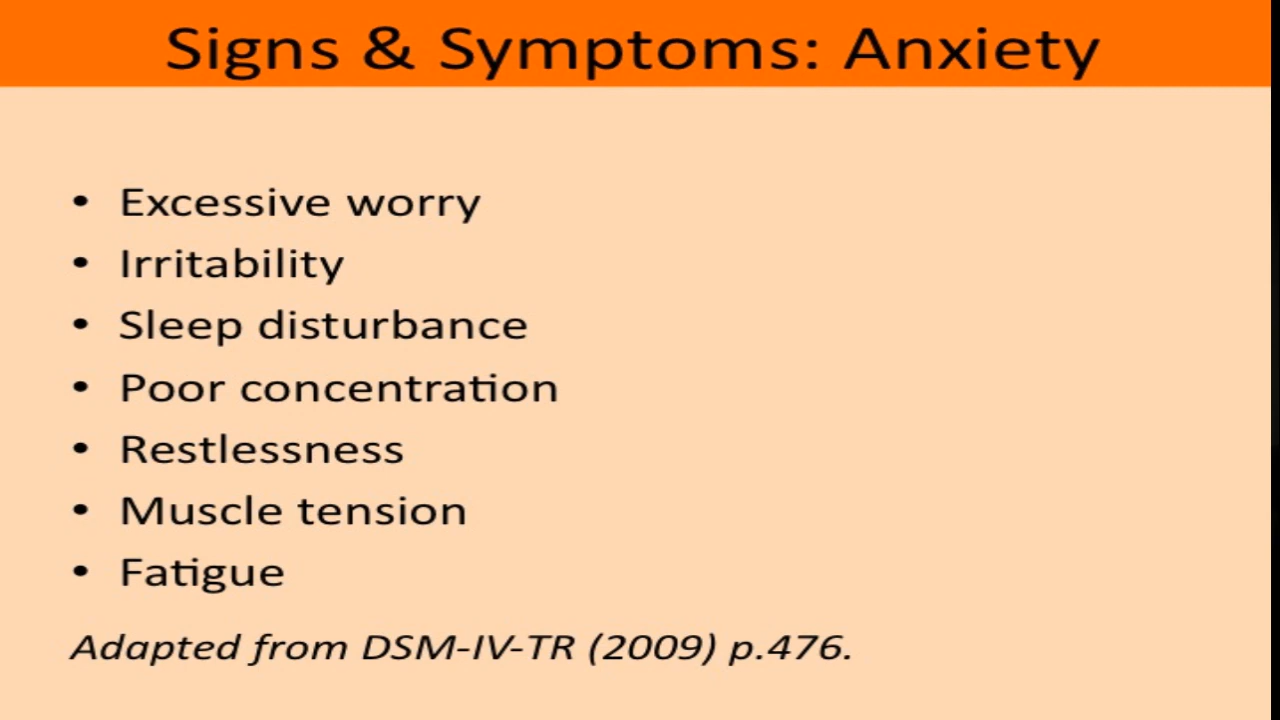 Signs & Symptoms: Anxiety
• Excessive worry
• Irritability
• Sleep disturbance
• Poor concentration
• Restlessness
• Muscle tension
• Fatigue
Adapted from DSM-IV-TR (2009) p.476.